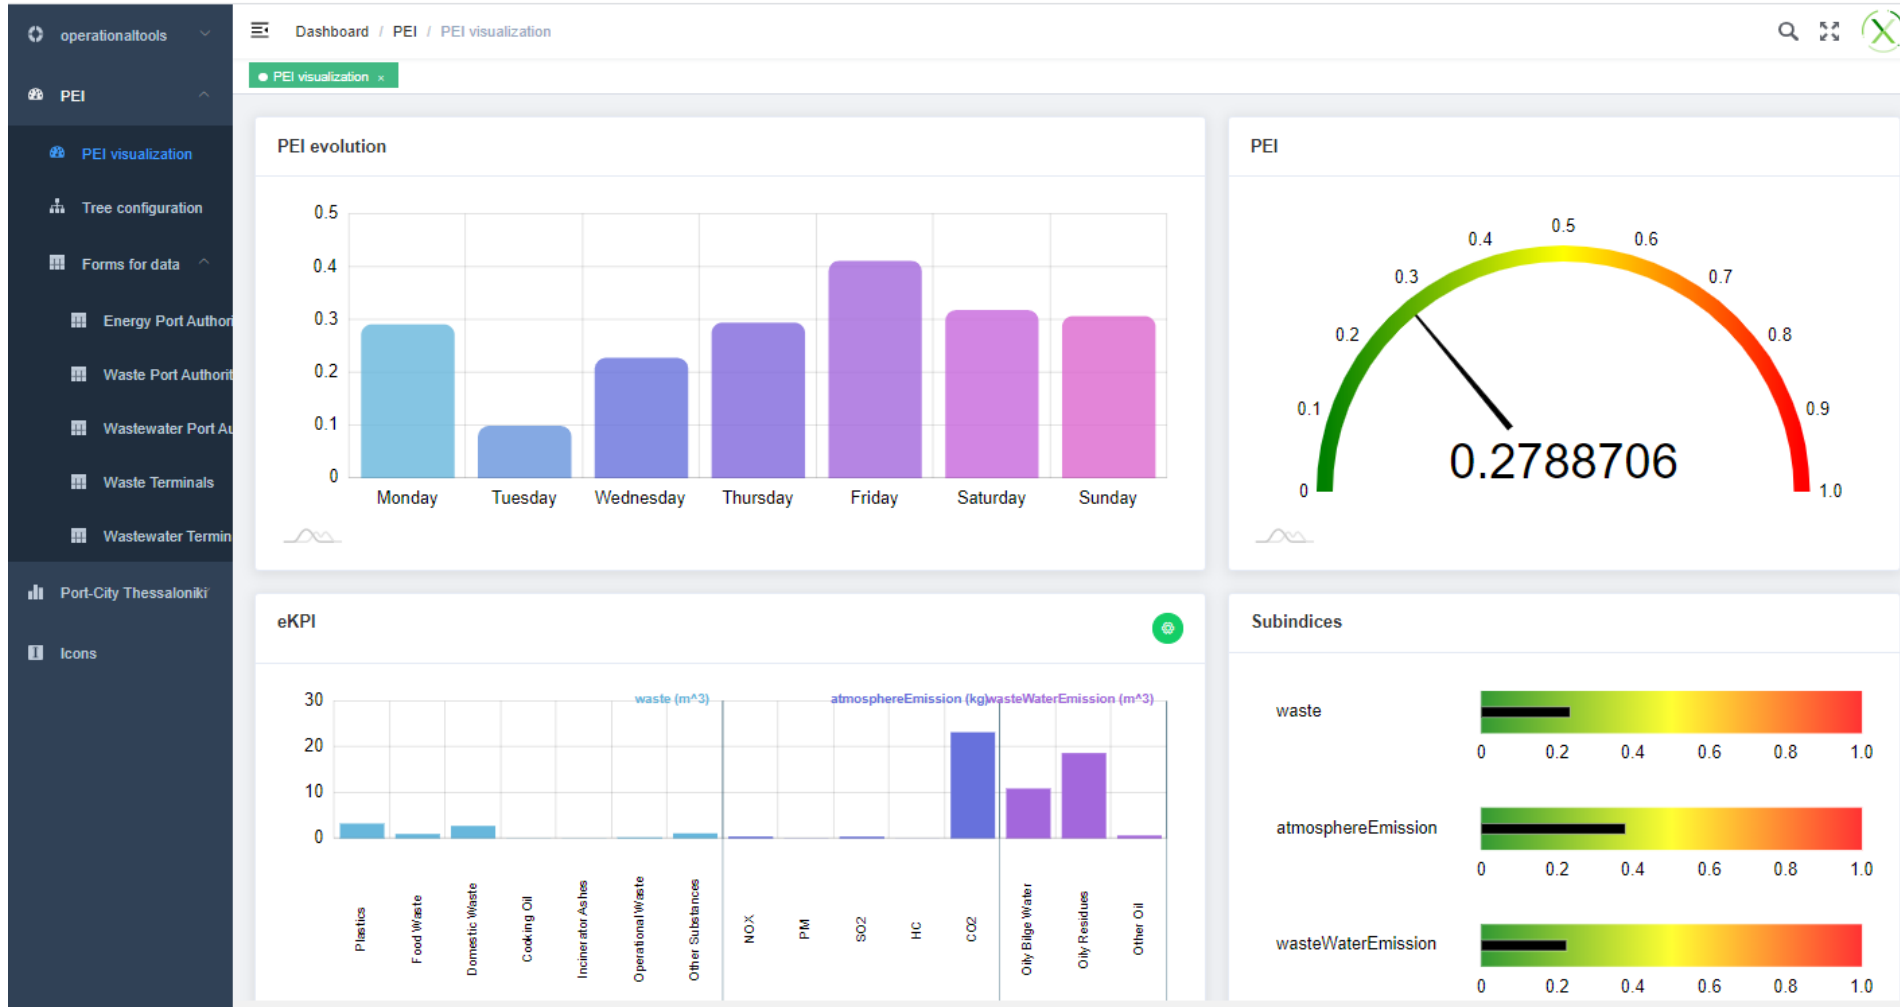 operationaltools
PEI
PEI visualization
Tree configuration
Forms for data
Energy Port Authori
Waste Port Authorit
Wastewater Port Au
Waste Terminals
Wastewater Termin
Port-City Thessaloniki
Icons
Dashboard / PEI / PEI visualization
PEI visualization ×
PEI evolution
0.5
0.4
0.3
0.2
0.1
0
Monday Tuesday Wednesday Thursday Friday Saturday Sunday
PEI
0 0.1 0.2 0.3 0.4 0.5 0.6 0.7 0.8 0.9 1.0
0.2788706
eKPI
waste (m^3) atmosphereEmission (kg) wasteWaterEmission (m^3)
30
20
10
0
Plastics
Food Waste
Domestic Waste
Cooking Oil
Incinerator Ashes
Operational Waste
Other Substances
NOX
PM
SO2
HC
CO2
Oily Bilge Water
Oily Residues
Other Oil
Subindices
waste
0 0.2 0.4 0.6 0.8 1.0
atmosphereEmission
0 0.2 0.4 0.6 0.8 1.0
wasteWaterEmission
0 0.2 0.4 0.6 0.8 1.0